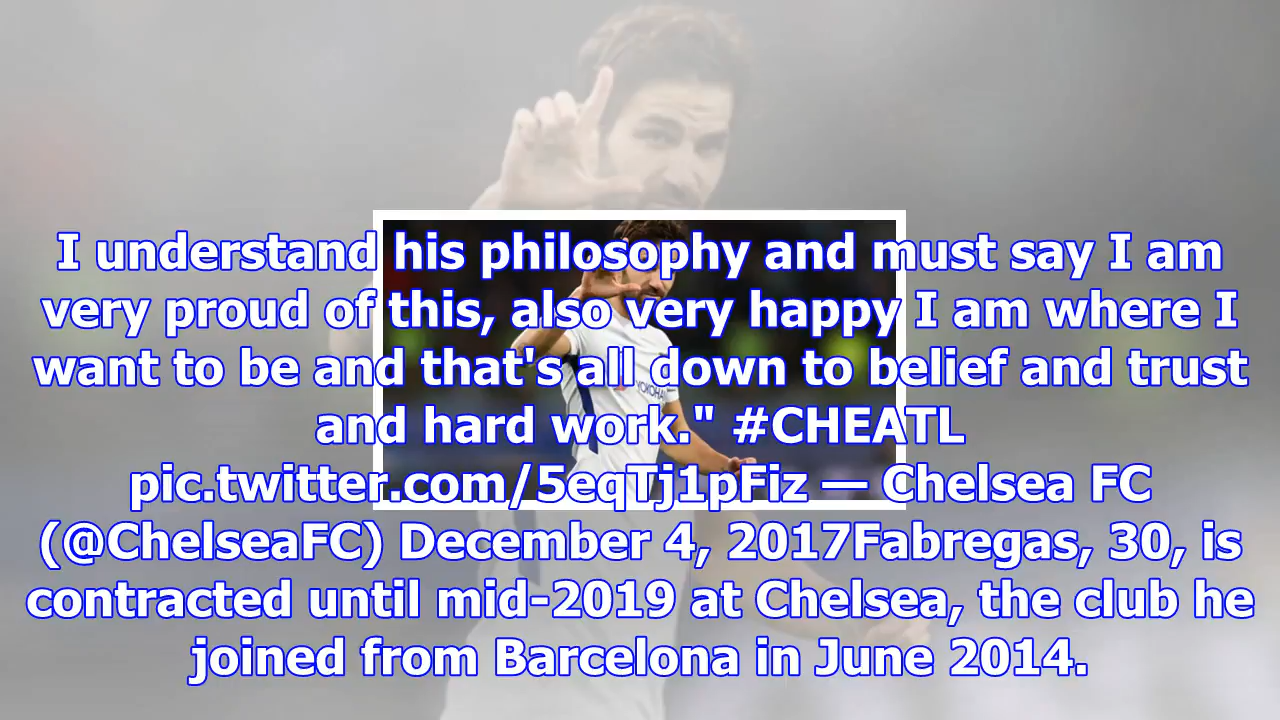 I understand his philosophy and must say I am
very proud of this, also very happy I am where I
want to be and that's all down to belief and trust
and hard work." #CHEATL
pic.twitter.com/5eqTj1pFiz — Chelsea FC
(@ChelseaFC) December 4, 2017Fabregas, 30, is
contracted until mid-2019 at Chelsea, the club he
joined from Barcelona in June 2014.